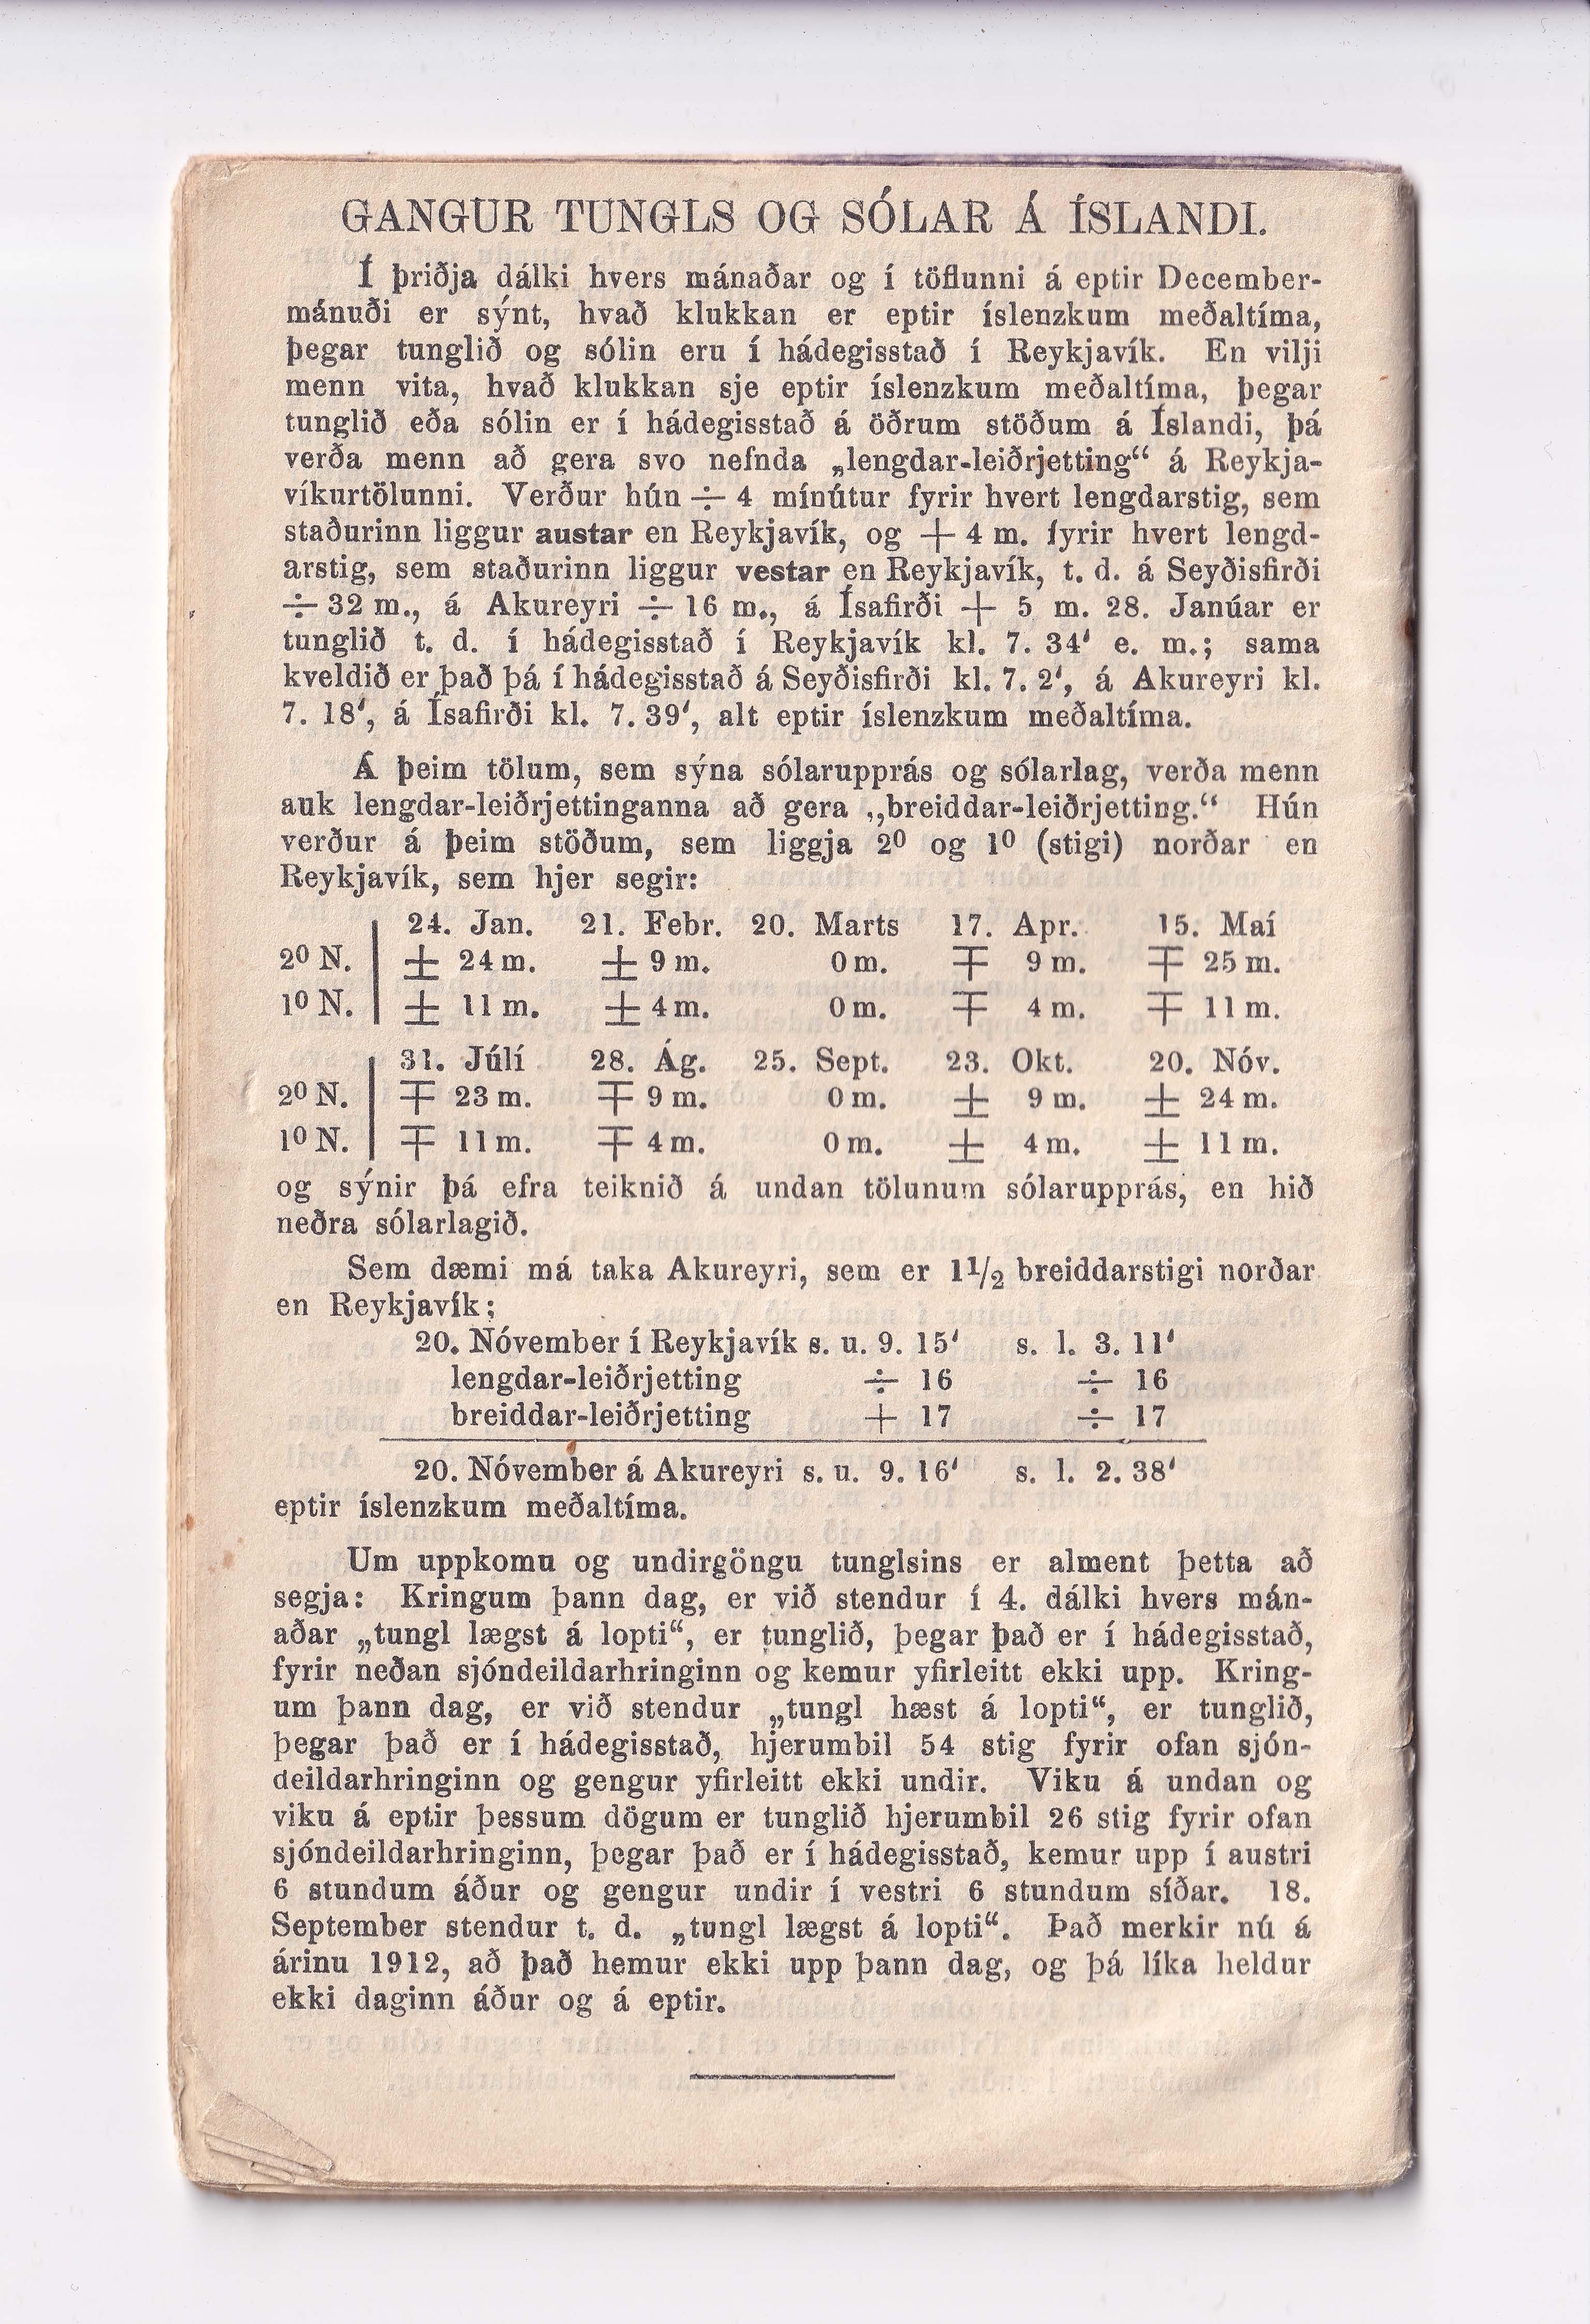 GANGUR TUNGLS OG SÓLAR Á ÍSLANDI.
Í þriðja dálki hvers mánaðar og í töflunni á eptir December-
mánuði er sýnt, hvað klukkan er eptir íslenzkum meðaltíma,
þegar tunglið og sólin eru í hádegisstað í Reykjavík. En vilji
menn vita, hvað klukkan sje eptir íslenzkum meðaltíma, þegar
tunglið eða sólin er í hádegisstað á öðrum stöðum á Íslandi, þá
verða menn að gera svo nefnda „lengdar-leiðrjetting“ á Reykja-
víkurtölunni. Verður hún ÷ 4 mínútur fyrir hvert lengdarstig, sem
staðurinn liggur austar en Reykjavík, og + 4 m. fyrir hvert lengd-
arstig, sem staðurinn liggur vestar en Reykjavík, t. d. á Seyðisfirði
÷ 32 m., á Akureyri ÷ 16 m., á Ísafirði + 5 m. 28. Janúar er
tunglið t. d. í hádegisstað í Reykjavík kl. 7. 34′ e. m.; sama
kveldið er það þá í hádegisstað á Seyðisfirði kl. 7. 2′, á Akureyri kl.
7. 18′, á Ísafirði kl. 7. 39′, alt eptir íslenzkum meðaltíma.
Á þeim tölum, sem sýna sólarupprás og sólarlag, verða menn
auk lengdar-leiðrjettinganna að gera „breiddar-leiðrjetting.“ Hún
verður á þeim stöðum, sem liggja 2⁰ og 1⁰ (stigi) norðar en
Reykjavík, sem hjer segir:
24. Jan. 21. Febr. 20. Marts 17. Apr. 15. Maí
2⁰ N. ± 24 m. ± 9 m. 0 m. ∓ 9 m. ∓ 25 m.
1⁰ N. ± 11 m. ± 4 m. 0 m. ∓ 4 m. ∓ 11 m.
31. Júlí 28. Ág. 25. Sept. 23. Okt. 20. Nóv.
2⁰ N. ∓ 23 m. ∓ 9 m. 0 m. ± 9 m. ± 24 m.
1⁰ N. ∓ 11 m. ∓ 4 m. 0 m. ± 4 m. ± 11 m.
og sýnir þá efra teiknið á undan tölunum sólarupprás, en hið
neðra sólarlagið.
Sem dæmi má taka Akureyri, sem er 1½ breiddarstigi norðar
en Reykjavík;
20. Nóvember í Reykjavík s. u. 9. 15′ s. l. 3. 11′
lengdar-leiðrjetting ÷ 16 ÷ 16
breiddar-leiðrjetting + 17 ÷ 17
20. Nóvember á Akureyri s. u. 9. 16′ s. l. 2. 38′
eptir íslenzkum meðaltíma.
Um uppkomu og undirgöngu tunglsins er alment þetta að
segja: Kringum þann dag, er við stendur í 4. dálki hvers mán-
aðar „tungl lægst á lopti“, er tunglið, þegar það er í hádegisstað,
fyrir neðan sjóndeildarhringinn og kemur yfirleitt ekki upp. Kring-
um þann dag, er við stendur „tungl hæst á lopti“, er tunglið,
þegar það er í hádegisstað, hjerumbil 54 stig fyrir ofan sjón-
deildarhringinn og gengur yfirleitt ekki undir. Viku á undan og
viku á eptir þessum dögum er tunglið hjerumbil 26 stig fyrir ofan
sjóndeildarhringinn, þegar það er í hádegisstað, kemur upp í austri
6 stundum áður og gengur undir í vestri 6 stundum síðar. 18.
September stendur t. d. „tungl lægst á lopti“. Það merkir nú á
árinu 1912, að það hemur ekki upp þann dag, og þá líka heldur
ekki daginn áður og á eptir.